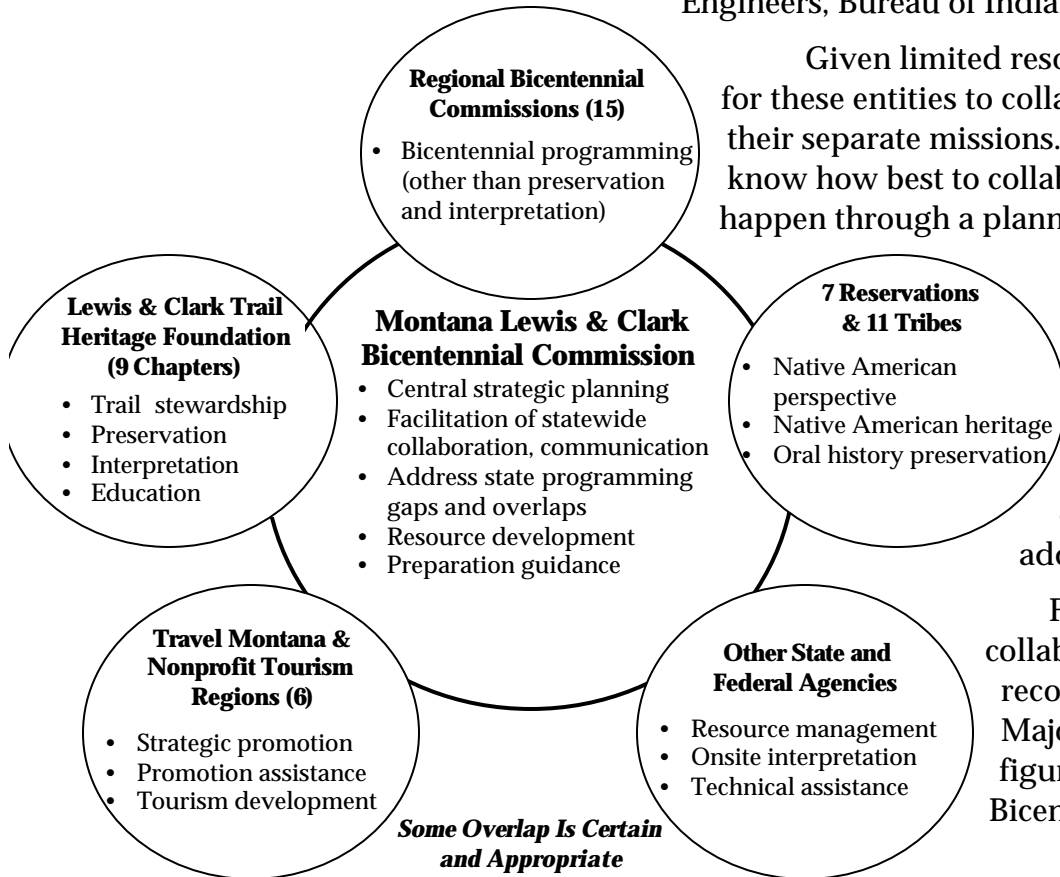 Engineers, Bureau of India
Given limited reso
for these entities to colla
their separate missions.
know how best to collab
happen through a plann
Regional Bicentennial
Commissions (15)
• Bicentennial programming
(other than preservation
and interpretation)
Lewis & Clark Trail
Heritage Foundation
(9 Chapters)
• Trail stewardship
• Preservation
• Interpretation
• Education
Montana Lewis & Clark
Bicentennial Commission
• Central strategic planning
• Facilitation of statewide
collaboration, communication
• Address state programming
gaps and overlaps
• Resource development
• Preparation guidance
7 Reservations
& 11 Tribes
• Native American
perspective
• Native American heritage
• Oral history preservation
Travel Montana &
Nonprofit Tourism
Regions (6)
• Strategic promotion
• Promotion assistance
• Tourism development
Other State and
Federal Agencies
• Resource management
• Onsite interpretation
• Technical assistance
Some Overlap Is Certain
and Appropriate
collab
reco
Majo
figur
Bicen